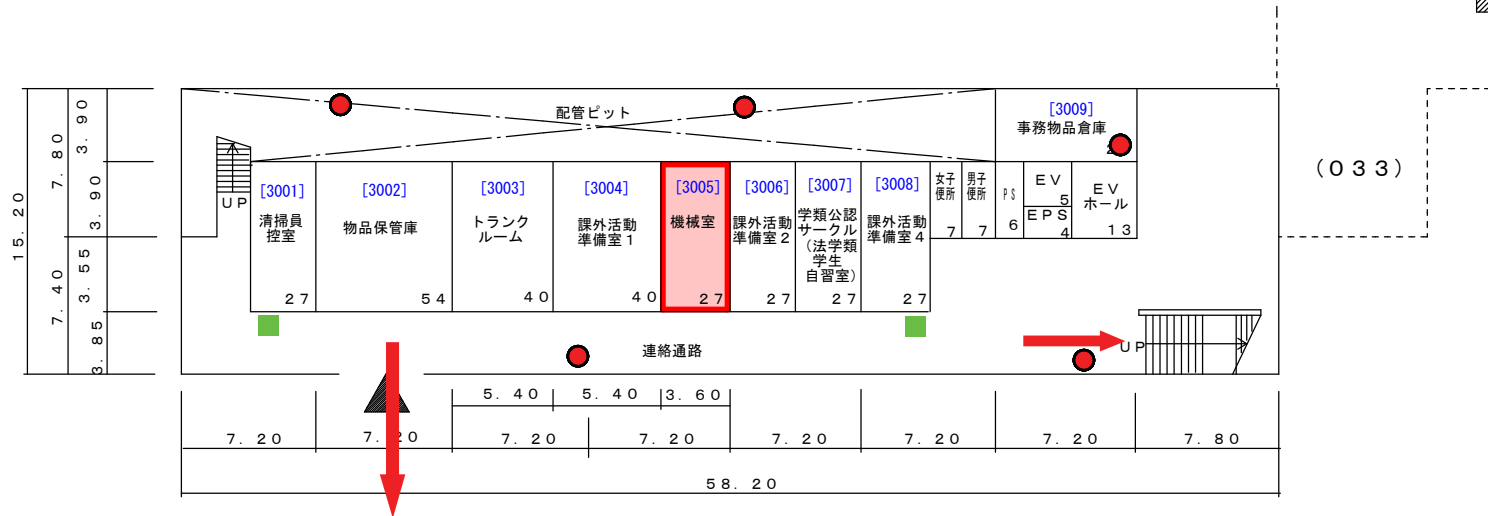 配管ピット
[3009]
事務物品倉庫
2
(033)
[3001]
清掃員
控室
27
[3002]
物品保管庫
54
[3003]
トランク
ルーム
40
[3004]
課外活動
準備室1
40
[3005]
機械室
27
[3006]
課外活動
準備室2
27
[3007]
学類公認
サークル
(法学類
学生
自習室)
27
[3008]
課外活動
準備室4
27
女子
便所
7
男子
便所
7
PS
6
EV
5
EPS
4
EV
ホール
13
UP
連絡通路
UP
15.20
7.80
7.40
3.90
3.90
3.55
3.85
5.40
5.40
3.60
7.20
7.20
7.20
7.20
7.20
7.20
7.20
7.80
58.20